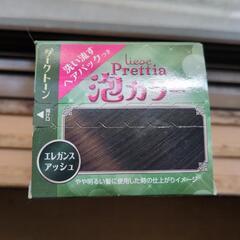 ダークトーン
洗い流す
ヘアパックつき
liese
Prettia
泡カラー
エレガンス
アッシュ
やや明るい髪に使用した時の仕上がりイメージ